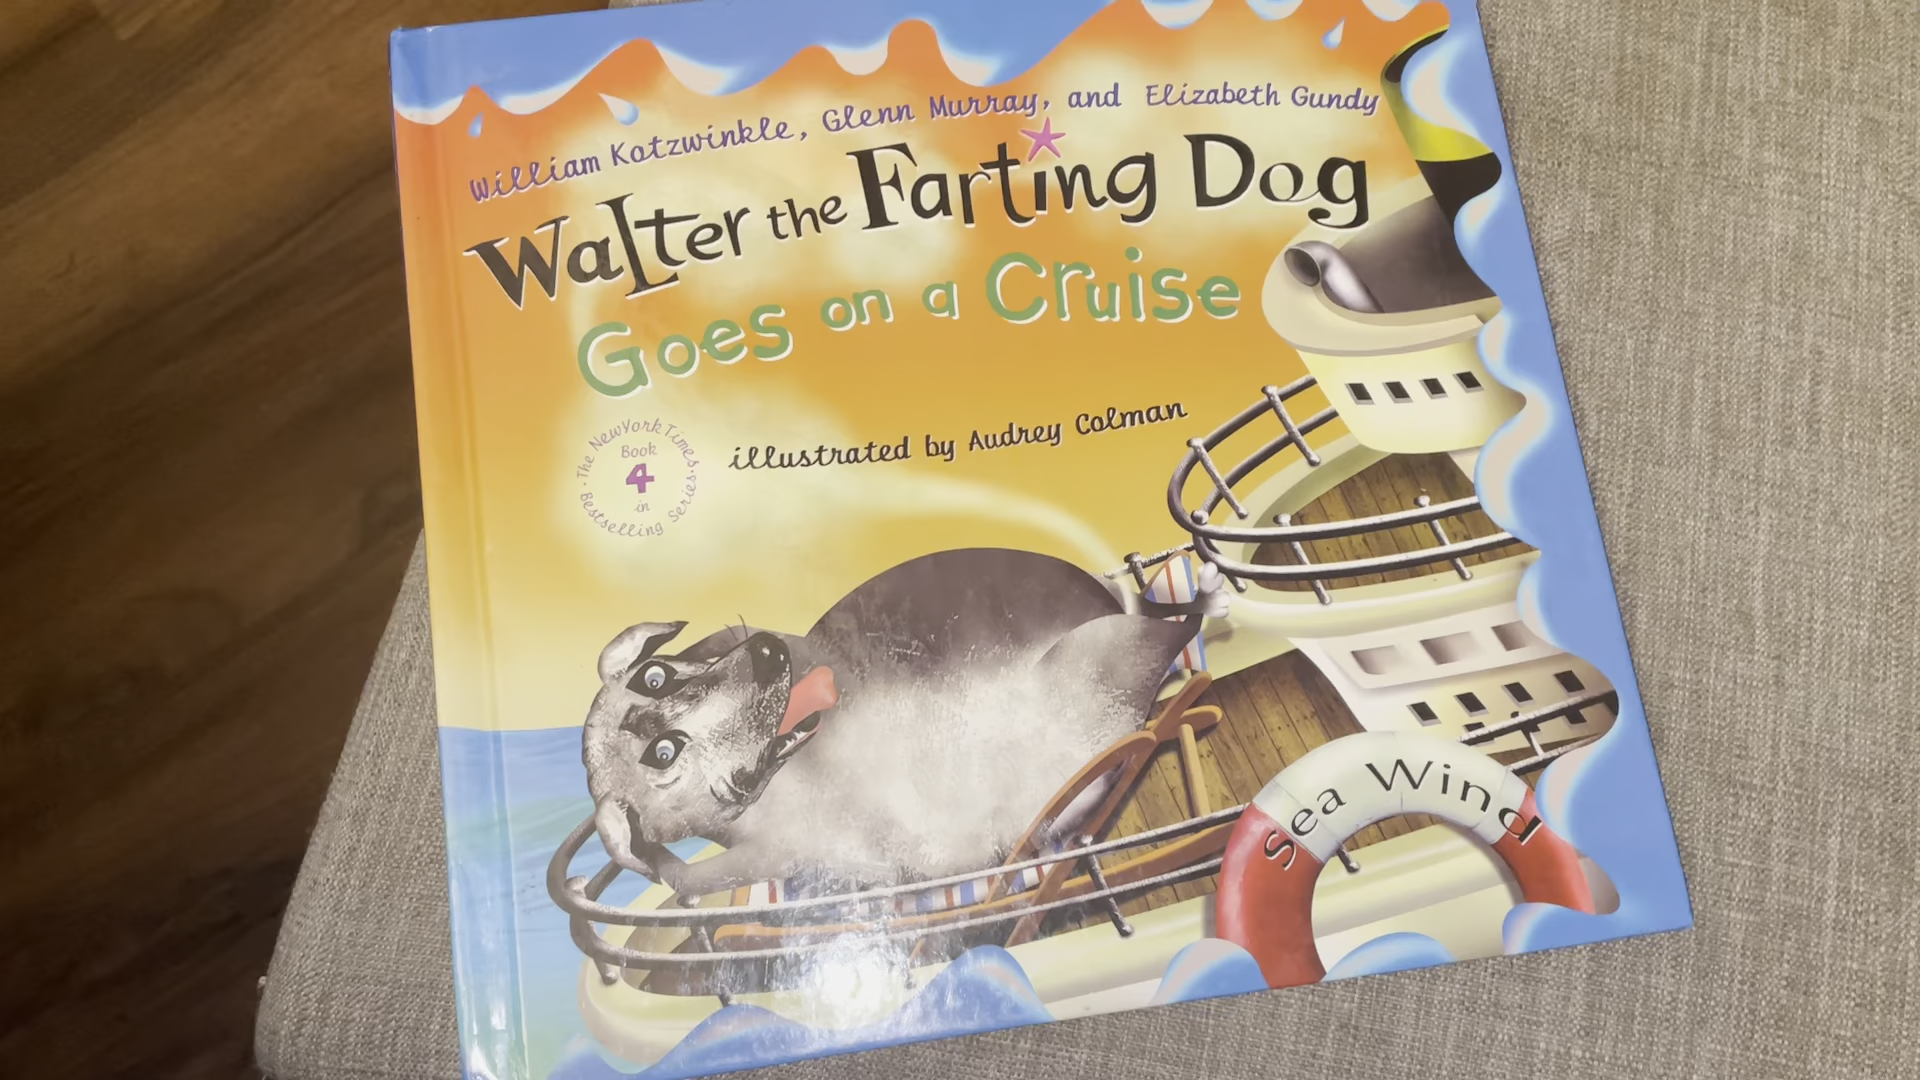 William Kotzwinkle, Glenn Murray, and Elizabeth Gundy
Walter the Farting Dog
Goes on a Cruise
illustrated by Audrey Colman
· The New York Times ·
Book
4
in
Bestselling Series
Sea Wind